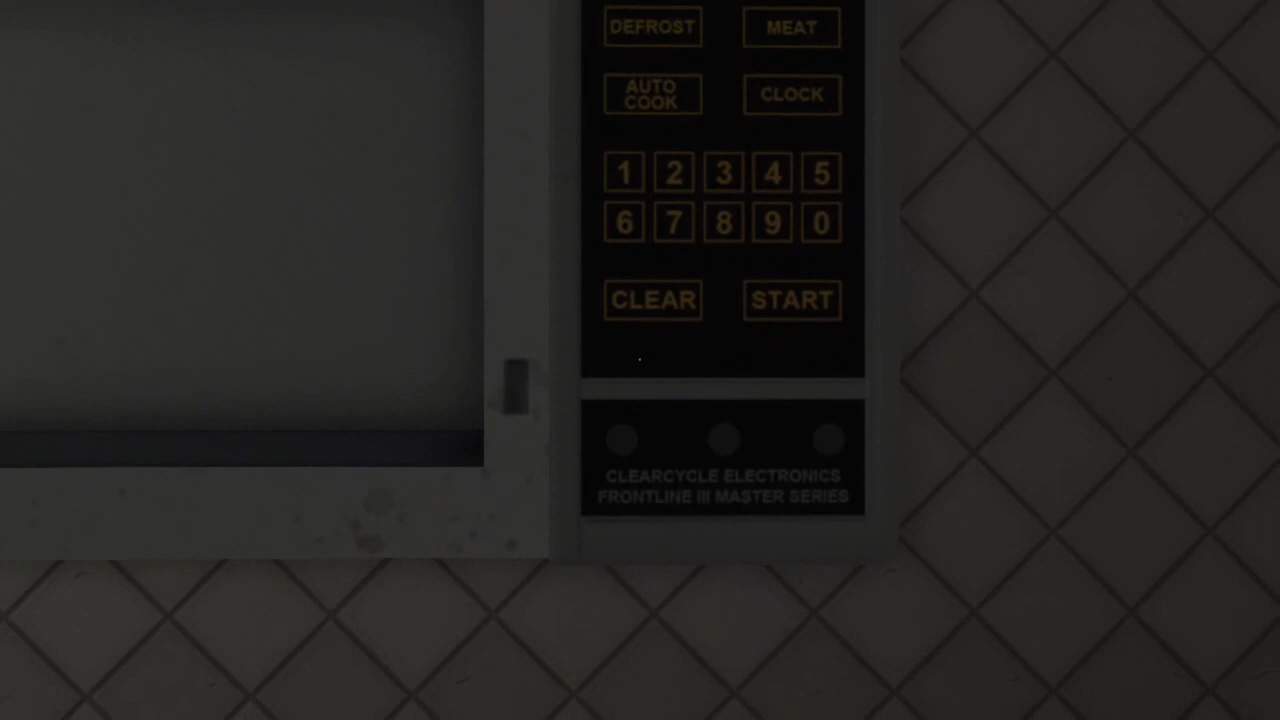 DEFROST MEAT
AUTO COOK CLOCK
1 2 3 4 5
6 7 8 9 0
CLEAR START
CLEARCYCLE ELECTRONICS
FRONTLINE III MASTER SERIES